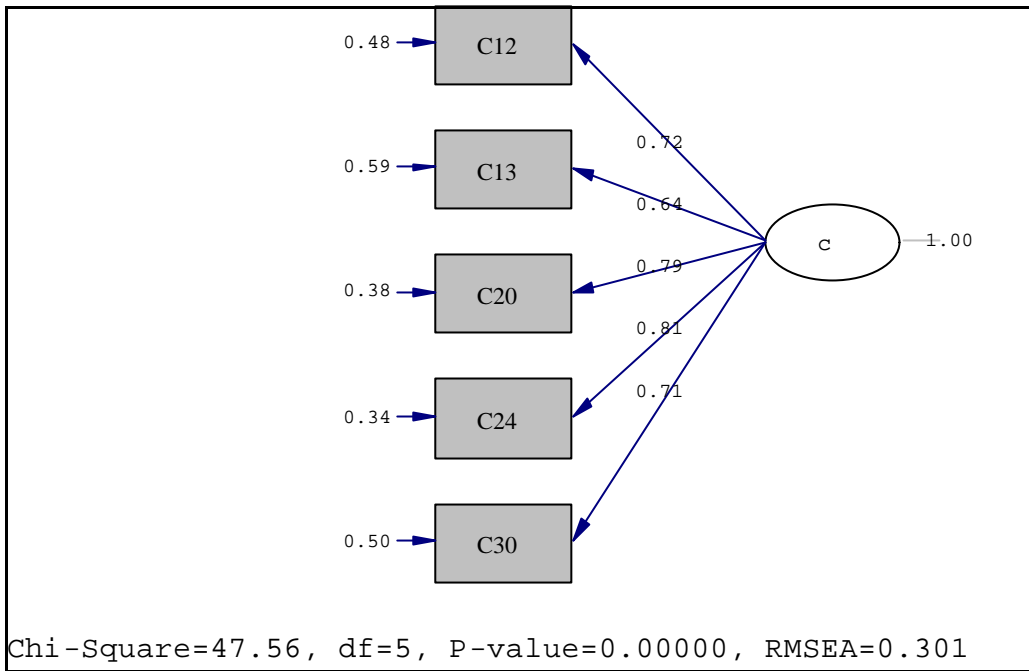 0.48 C12
0.72
0.59 C13
0.64
C 1.00
0.79
0.38 C20
0.81
0.71
0.34 C24
0.50 C30
Chi-Square=47.56, df=5, P-value=0.00000, RMSEA=0.301